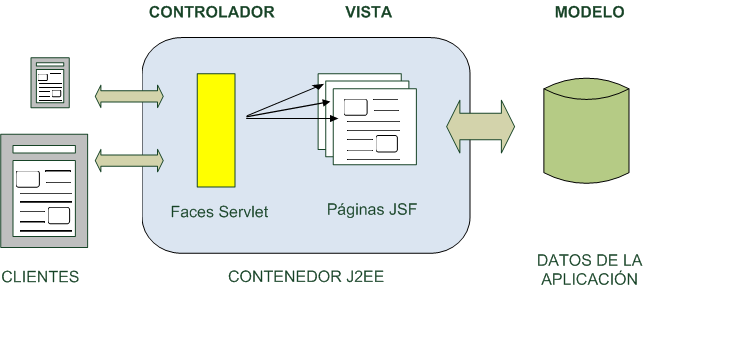 CONTROLADOR
VISTA
MODELO
Faces Servlet
Páginas JSF
CLIENTES
CONTENEDOR J2EE
DATOS DE LA
APLICACIÓN